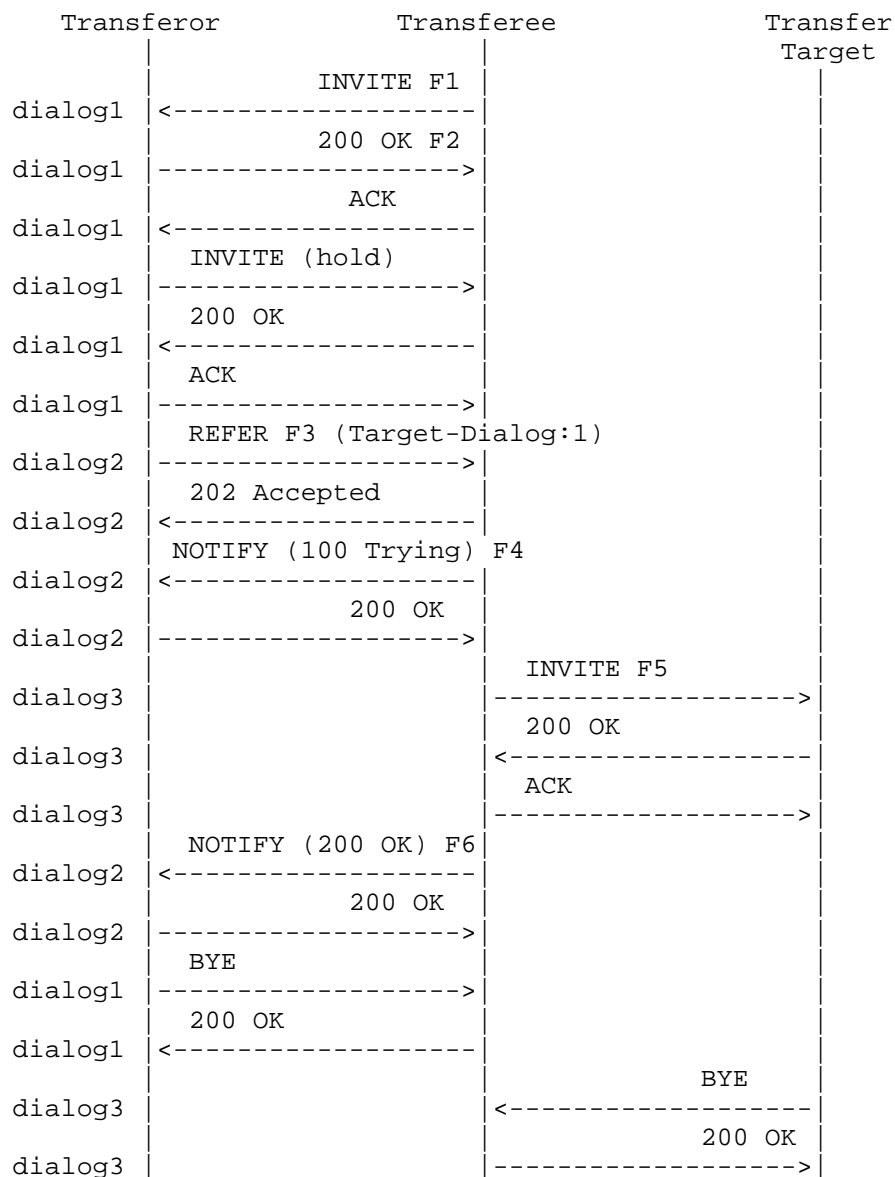 Transferor Transferee Transfer
Target
INVITE F1
dialog1 |<-------------------|
200 OK F2
dialog1 |------------------->|
ACK
dialog1 |<-------------------|
INVITE (hold)
dialog1 |------------------->|
200 OK
dialog1 |<-------------------|
ACK
dialog1 |------------------->|
REFER F3 (Target-Dialog:1)
dialog2 |------------------->|
202 Accepted
dialog2 |<-------------------|
NOTIFY (100 Trying) F4
dialog2 |<-------------------|
200 OK
dialog2 |------------------->|
INVITE F5
dialog3 | |------------------->|
200 OK
dialog3 | |<-------------------|
ACK
dialog3 | |------------------->|
NOTIFY (200 OK) F6
dialog2 |<-------------------|
200 OK
dialog2 |------------------->|
BYE
dialog1 |------------------->|
200 OK
dialog1 |<-------------------|
BYE
dialog3 | |<-------------------|
200 OK
dialog3 | |------------------->|